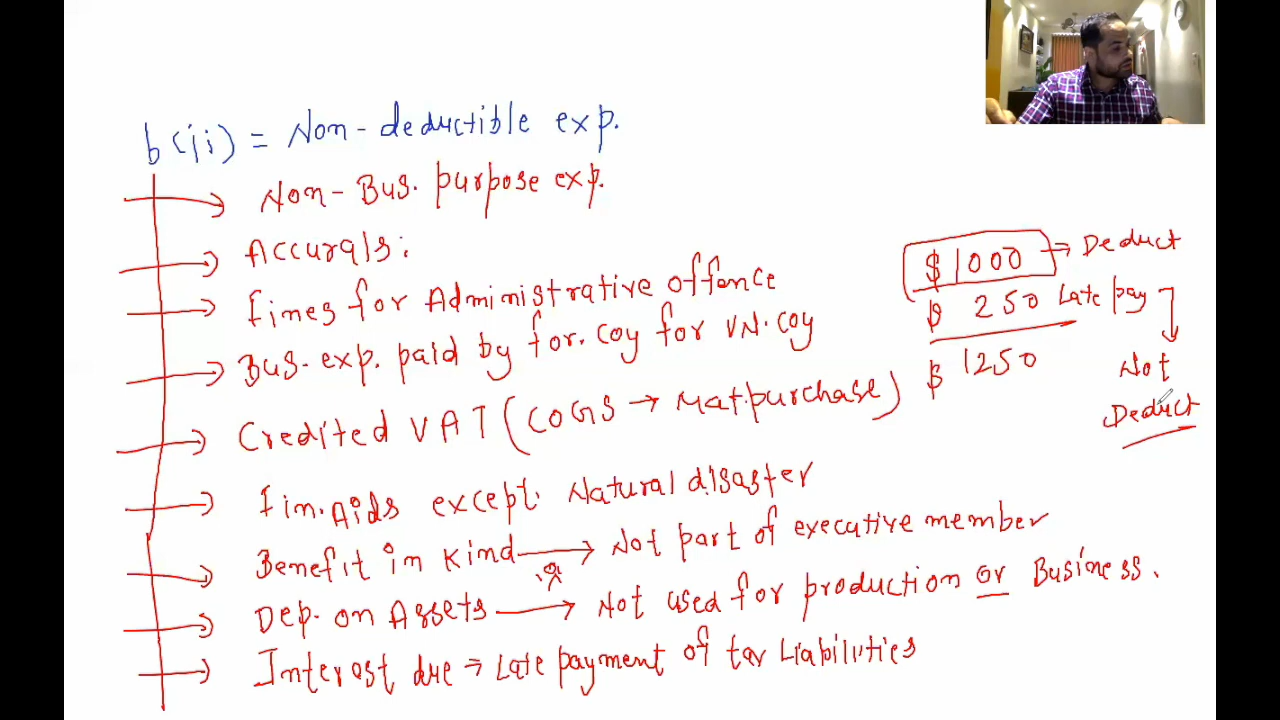 b(ii) = Non-deductible exp.
Non-Bus. purpose exp.
Accurals:
Fines for Administrative offence
Bus. exp. paid by for. coy for VN. coy
Credited VAT (COGS → Mat. purchase)
Fin. Aids except. Natural disaster
Benefit in Kind → Not part of executive member
Dep. on Assets → Not used for production or Business.
Interest due → Late payment of tax Liabilities
$ 1000 → Deduct
$ 250 Late pay
$ 1250
Not
Deduct